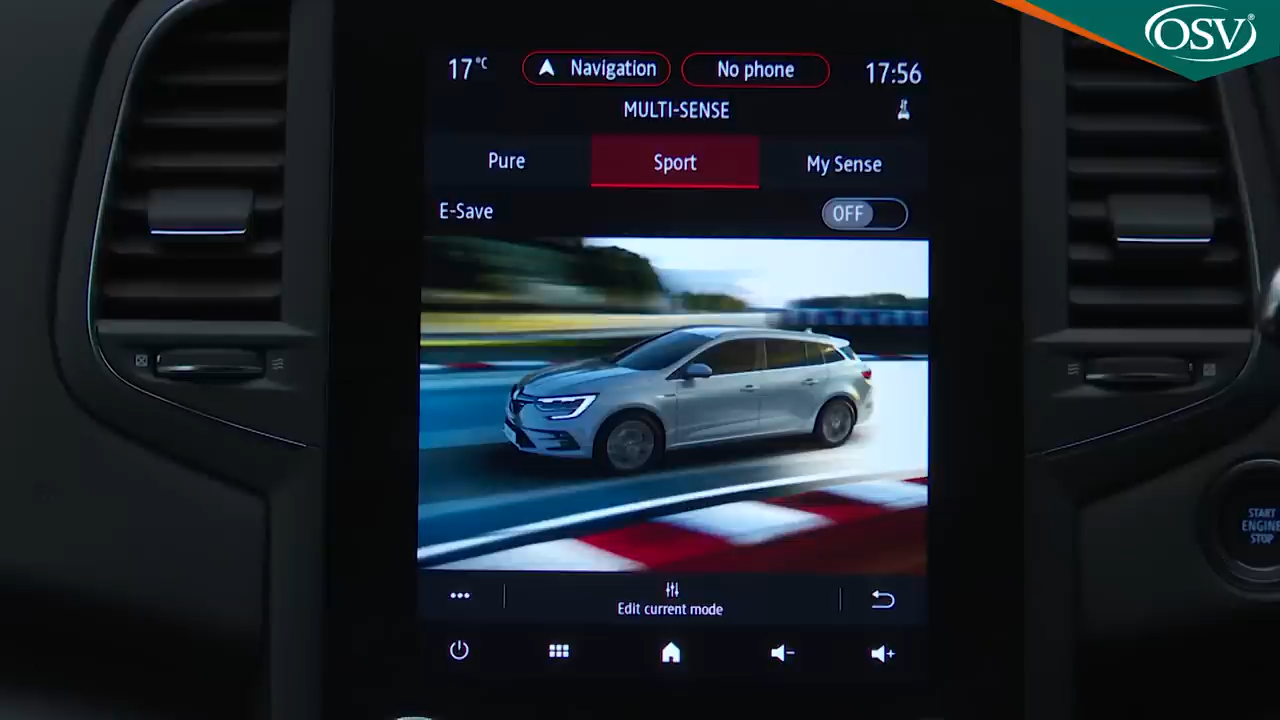 OSV®
17°C
Navigation
No phone
17:56
MULTI-SENSE
Pure
Sport
My Sense
E-Save
OFF
Edit current mode
START
ENGINE
STOP